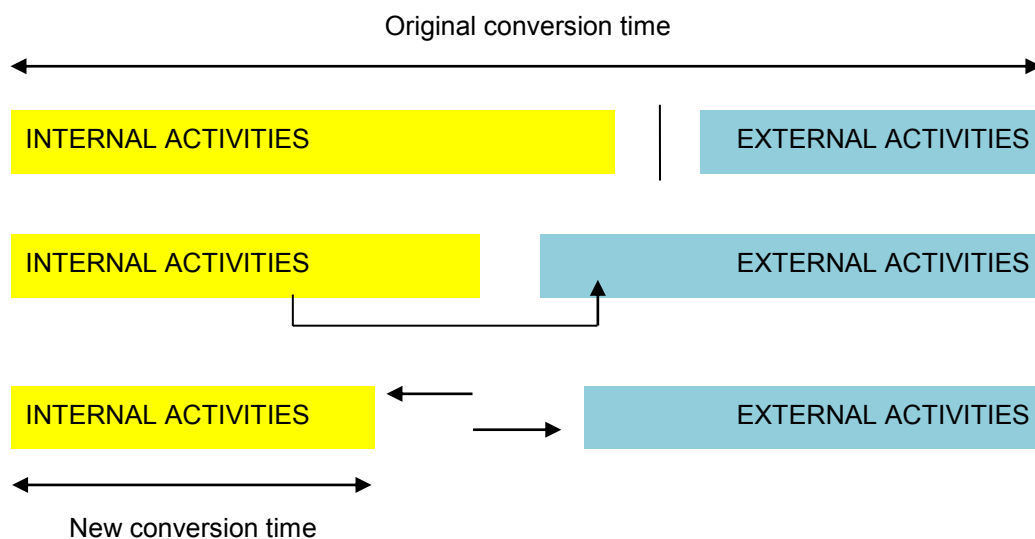 Original conversion time
INTERNAL ACTIVITIES
EXTERNAL ACTIVITIES
INTERNAL ACTIVITIES
EXTERNAL ACTIVITIES
INTERNAL ACTIVITIES
EXTERNAL ACTIVITIES
New conversion time